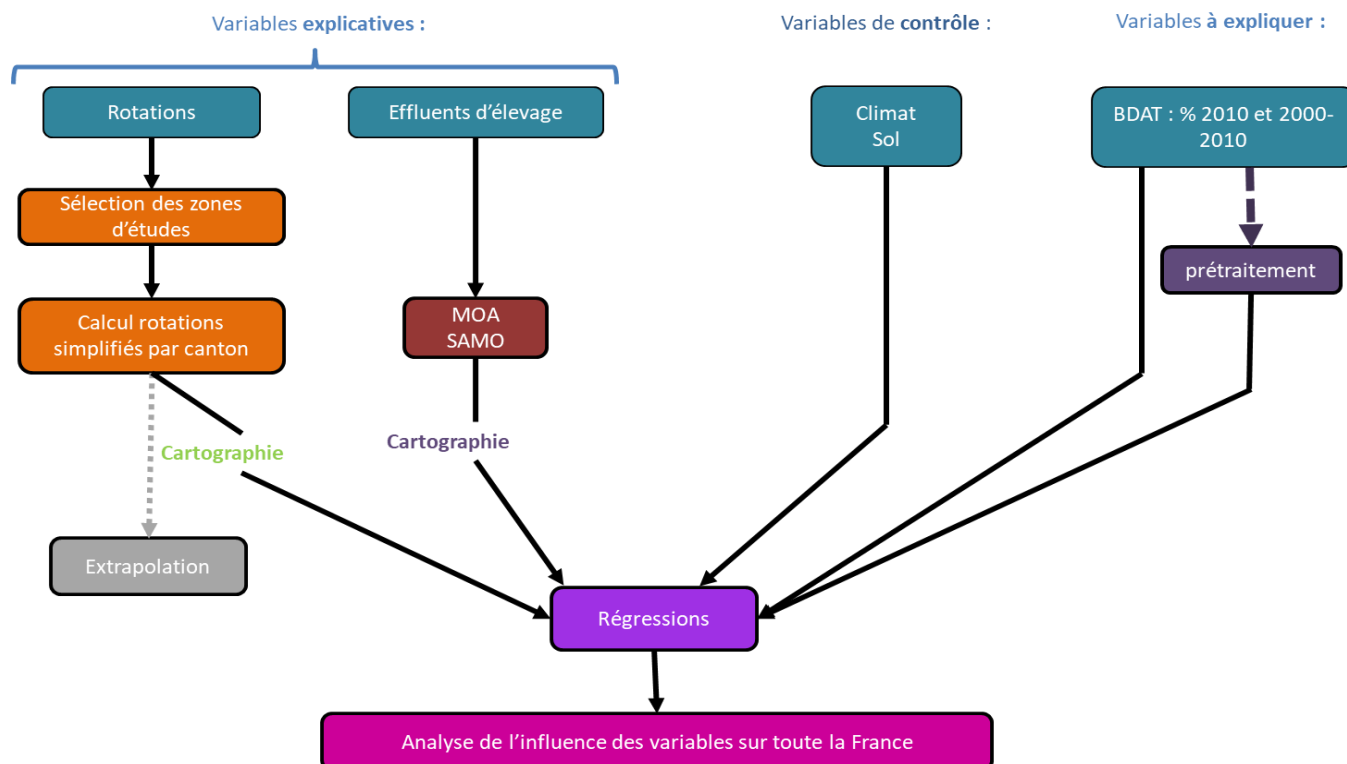 Variables explicatives :
Variables de contrôle :
Variables à expliquer :
Rotations
Effluents d'élevage
Climat
Sol
BDAT : % 2010 et 2000-
2010
Sélection des zones
d'études
prétraitement
Calcul rotations
simplifiés par canton
MOA
SAMO
Cartographie
Cartographie
Extrapolation
Régressions
Analyse de l'influence des variables sur toute la France